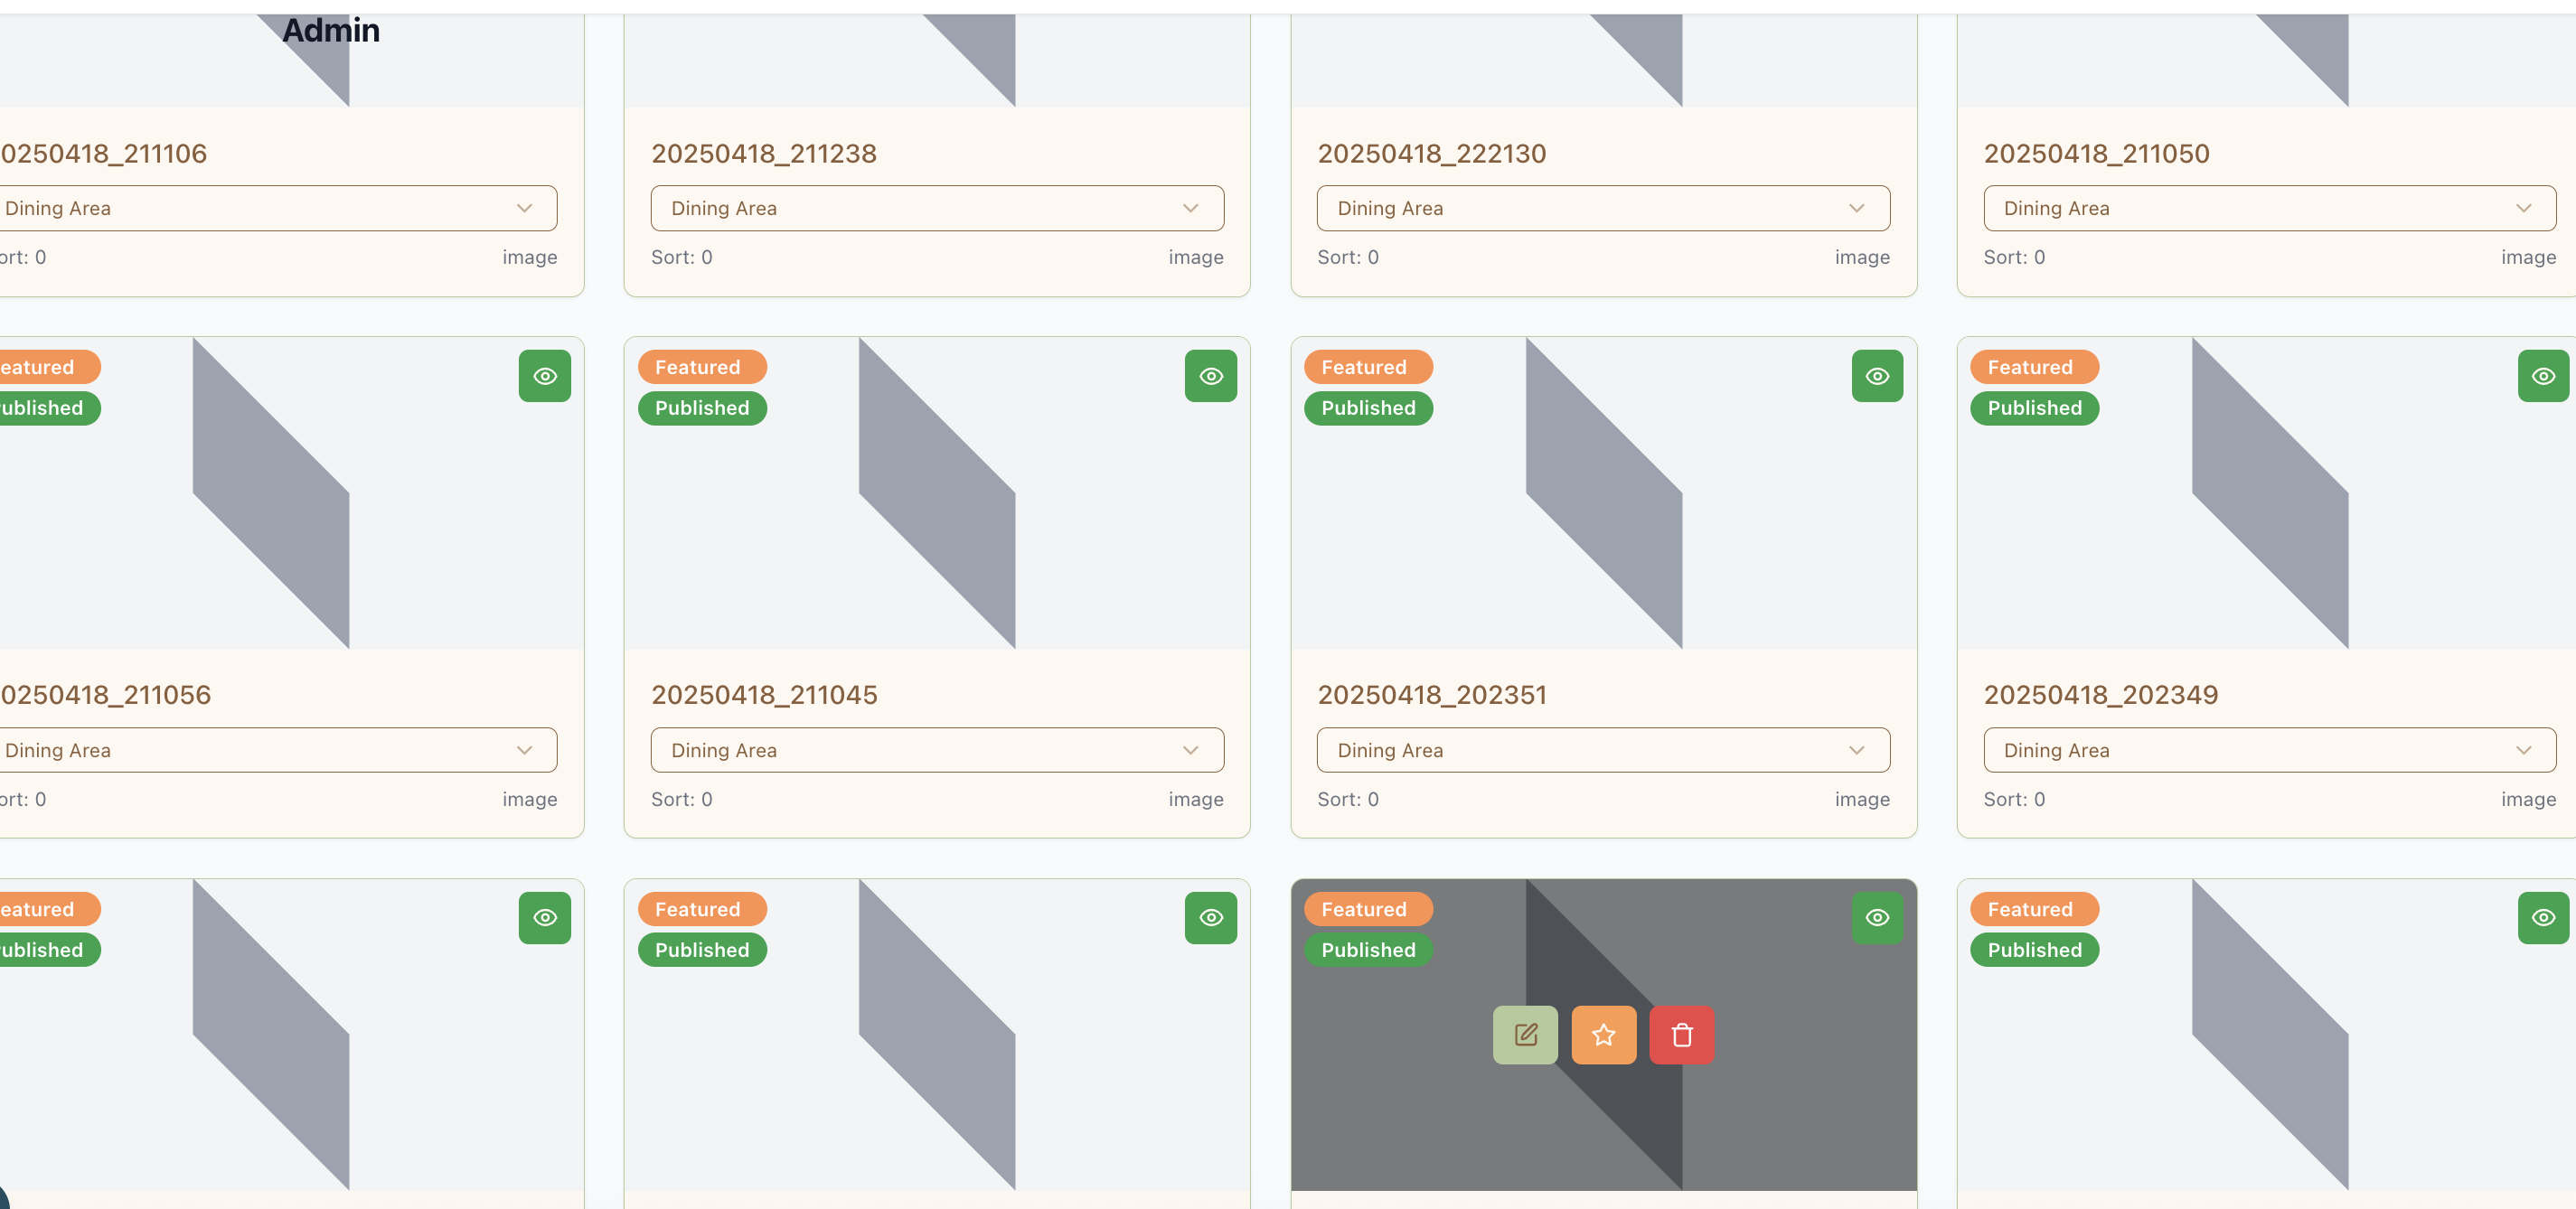 Admin
0250418_211106
20250418_211238
20250418_222130
20250418_211050
Dining Area
Dining Area
Dining Area
Dining Area
ort: 0
image
Sort: 0
image
Sort: 0
image
Sort: 0
image
eatured
Featured
Featured
Featured
ublished
Published
Published
Published
0250418_211056
20250418_211045
20250418_202351
20250418_202349
Dining Area
Dining Area
Dining Area
Dining Area
ort: 0
image
Sort: 0
image
Sort: 0
image
Sort: 0
image
eatured
Featured
Featured
Featured
ublished
Published
Published
Published